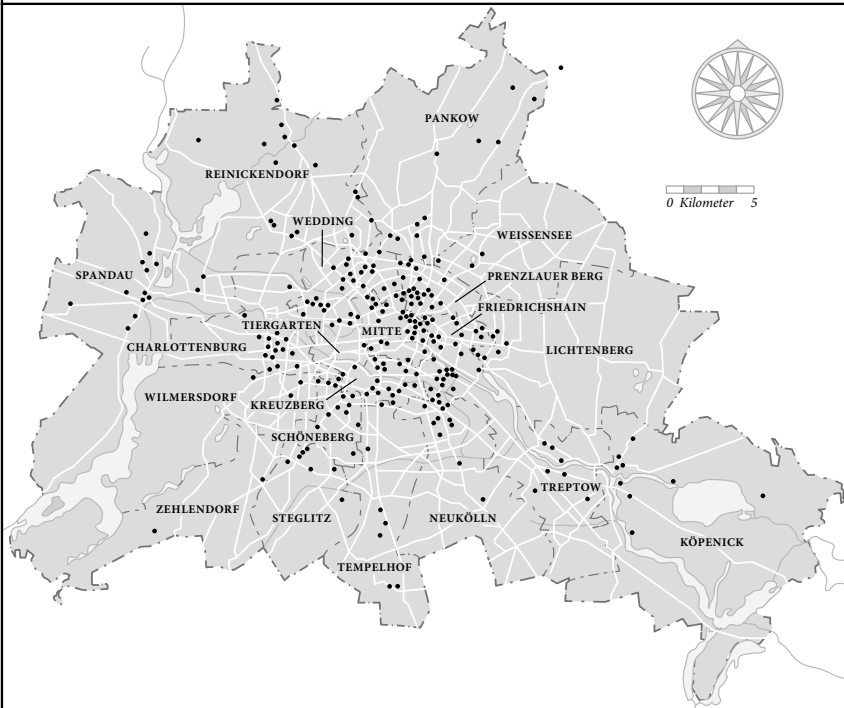 PANKOW
REINICKENDORF
0 Kilometer 5
WEDDING
WEISSENSEE
SPANDAU
PRENZLAUER BERG
FRIEDRICHSHAIN
TIERGARTEN
MITTE
CHARLOTTENBURG
LICHTENBERG
WILMERSDORF
KREUZBERG
SCHÖNEBERG
TREPTOW
ZEHLENDORF
STEGLITZ
NEUKÖLLN
KÖPENICK
TEMPELHOF